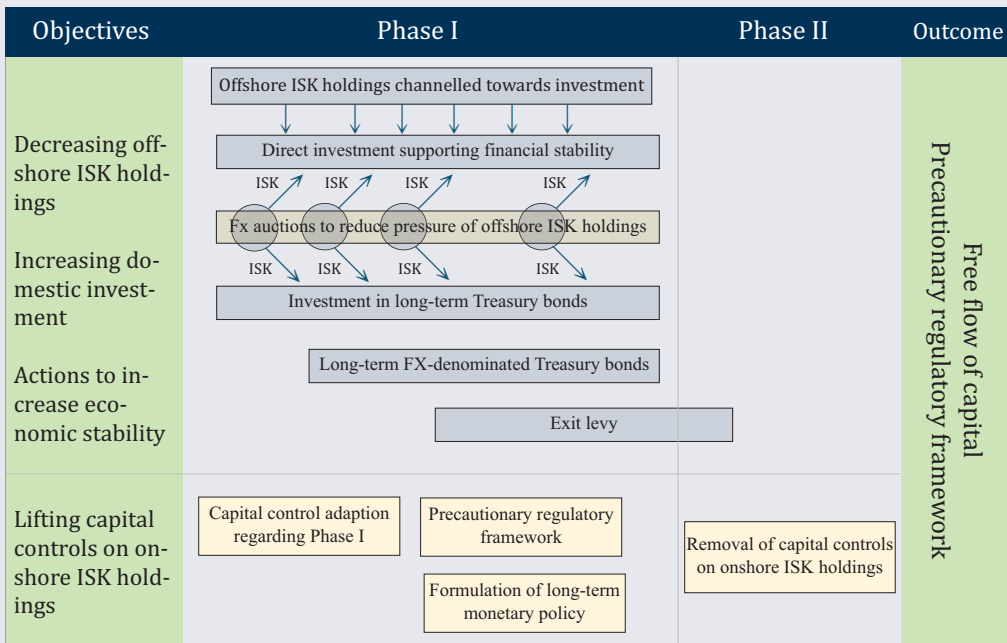 Objectives
Phase I
Phase II
Outcome
Decreasing off-
shore ISK hold-
ings
Increasing do-
mestic invest-
ment
Actions to in-
crease eco-
nomic stability
Offshore ISK holdings channelled towards investment
Direct investment supporting financial stability
ISK
ISK
ISK
ISK
Fx auctions to reduce pressure of offshore ISK holdings
ISK
ISK
ISK
ISK
Investment in long-term Treasury bonds
Long-term FX-denominated Treasury bonds
Exit levy
Lifting capital
controls on on-
shore ISK hold-
ings
Capital control adaption
regarding Phase I
Precautionary regulatory
framework
Formulation of long-term
monetary policy
Removal of capital controls
on onshore ISK holdings
Free flow of capital
Precautionary regulatory framework